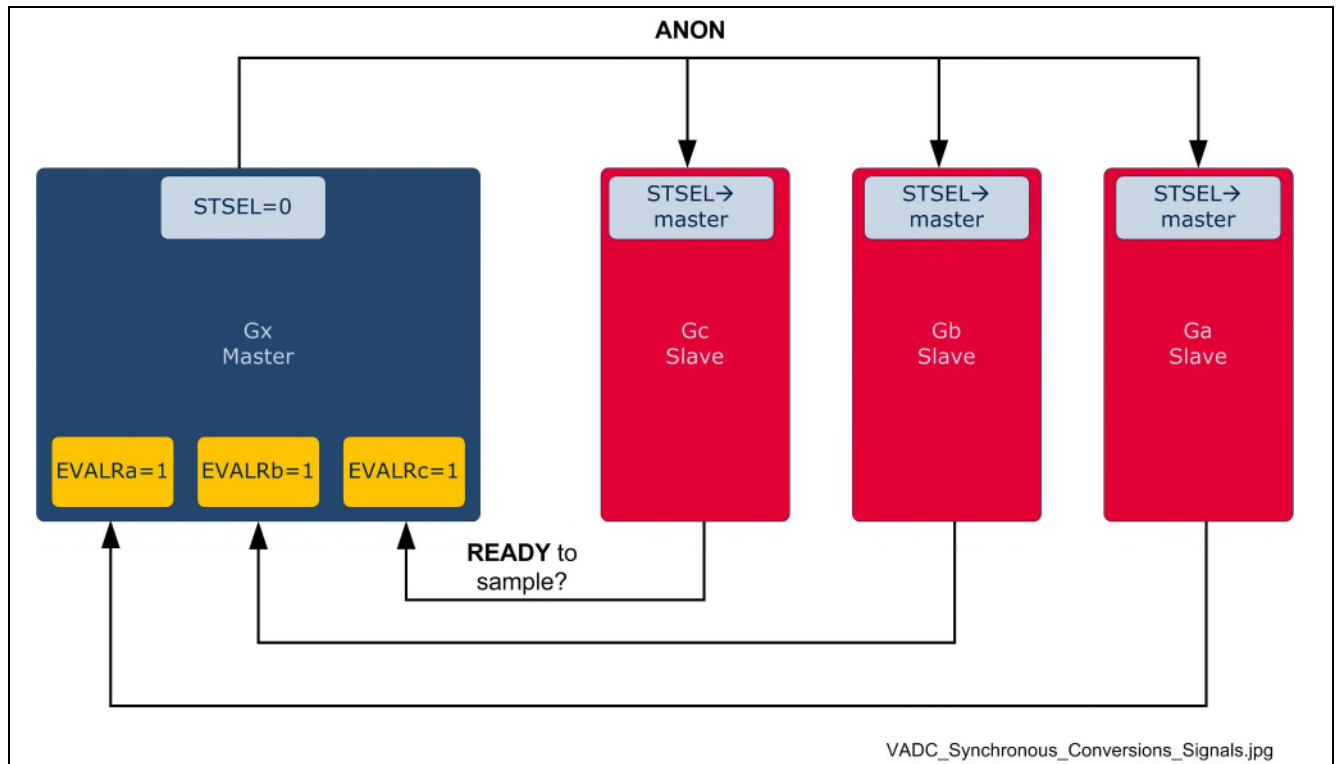 ANON
STSEL=0
STSEL→
master
STSEL→
master
STSEL→
master
Gx
Master
Gc
Slave
Gb
Slave
Ga
Slave
EVALRa=1
EVALRb=1
EVALRc=1
READY to
sample?
VADC_Synchronous_Conversions_Signals.jpg